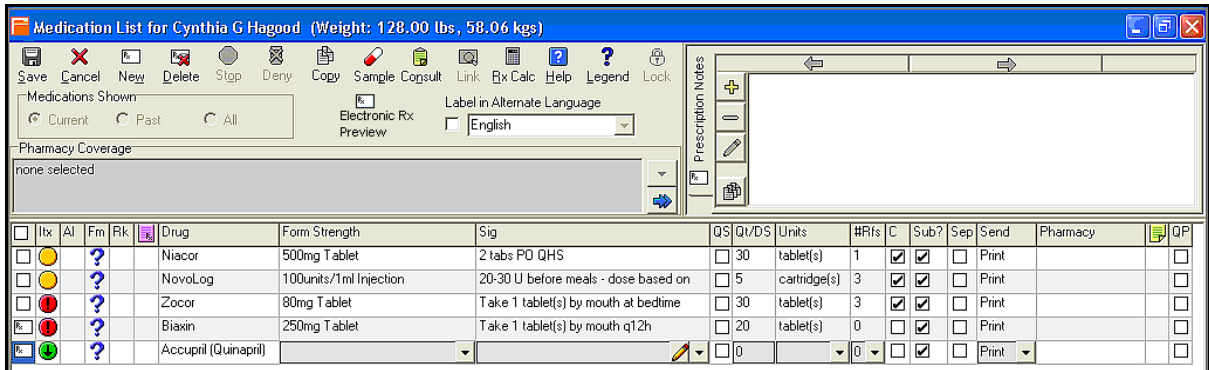 Medication List for Cynthia G Hagood (Weight: 128.00 lbs, 58.06 kgs)
Save Cancel New Delete Stop Deny Copy Sample Consult Link Rx Calc Help Legend Lock
Medications Shown
Current Past All
Electronic Rx Preview
Label in Alternate Language
English
Pharmacy Coverage
none selected
Prescription Notes
Itx Al Fm Rk Drug Form Strength Sig QS Qt/DS Units #Rfs C Sub? Sep Send Pharmacy QP
Niacor 500mg Tablet 2 tabs PO QHS 30 tablet(s) 1 Print
NovoLog 100units/1ml Injection 20-30 U before meals - dose based on 5 cartridge(s) 3 Print
Zocor 80mg Tablet Take 1 tablet(s) by mouth at bedtime 30 tablet(s) 3 Print
Rx Biaxin 250mg Tablet Take 1 tablet(s) by mouth q12h 20 tablet(s) 0 Print
Rx Accupril (Quinapril) 0 0 Print